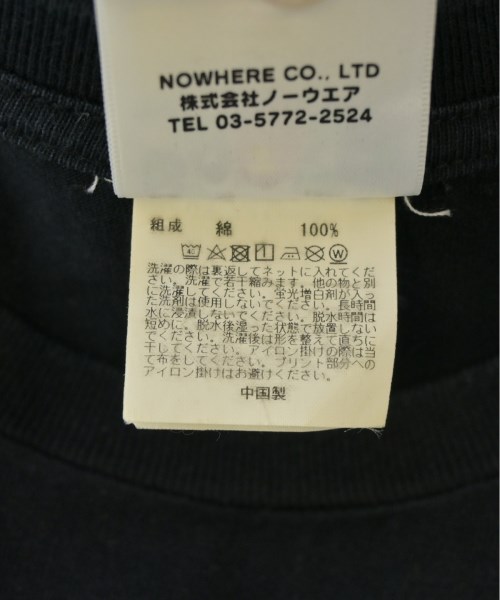 NOWHERE CO., LTD
株式会社ノーウエア
TEL 03-5772-2524
組成 綿 100%
洗濯の際は裏返してネットに入れてくだ
さい。洗濯で若干縮みます。他の物と別
に洗濯してください。蛍光増白剤が入っ
た洗剤は使用しないでください。長時間
水に浸漬しないでください。脱水時間は
短めに。脱水後湿った状態で放置しない
でください。洗濯後は形を整えて直ちに
干してください。アイロン掛けの際は当
て布をしてください。プリント部分への
アイロン掛けはお避けください。
中国製